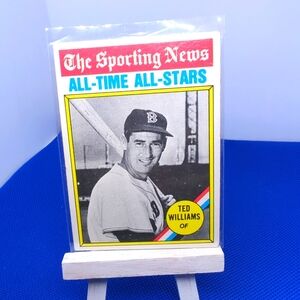 The Sporting News
ALL-TIME ALL-STARS
B
TED
WILLIAMS
OF